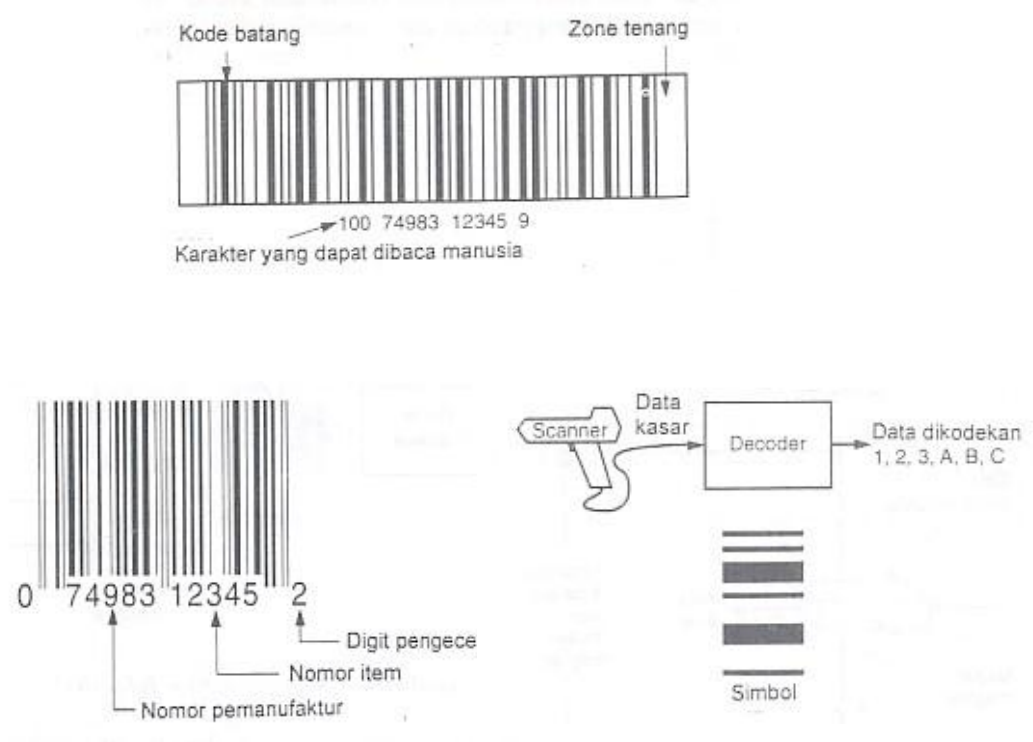 Kode batang
Zone tenang
100 74983 12345 9
Karakter yang dapat dibaca manusia
0 74983 12345 2
Digit pengece
Nomor item
Nomor pemanufaktur
Scanner
Data
kasar
Decoder
Data dikodekan
1, 2, 3, A, B, C
Simbol